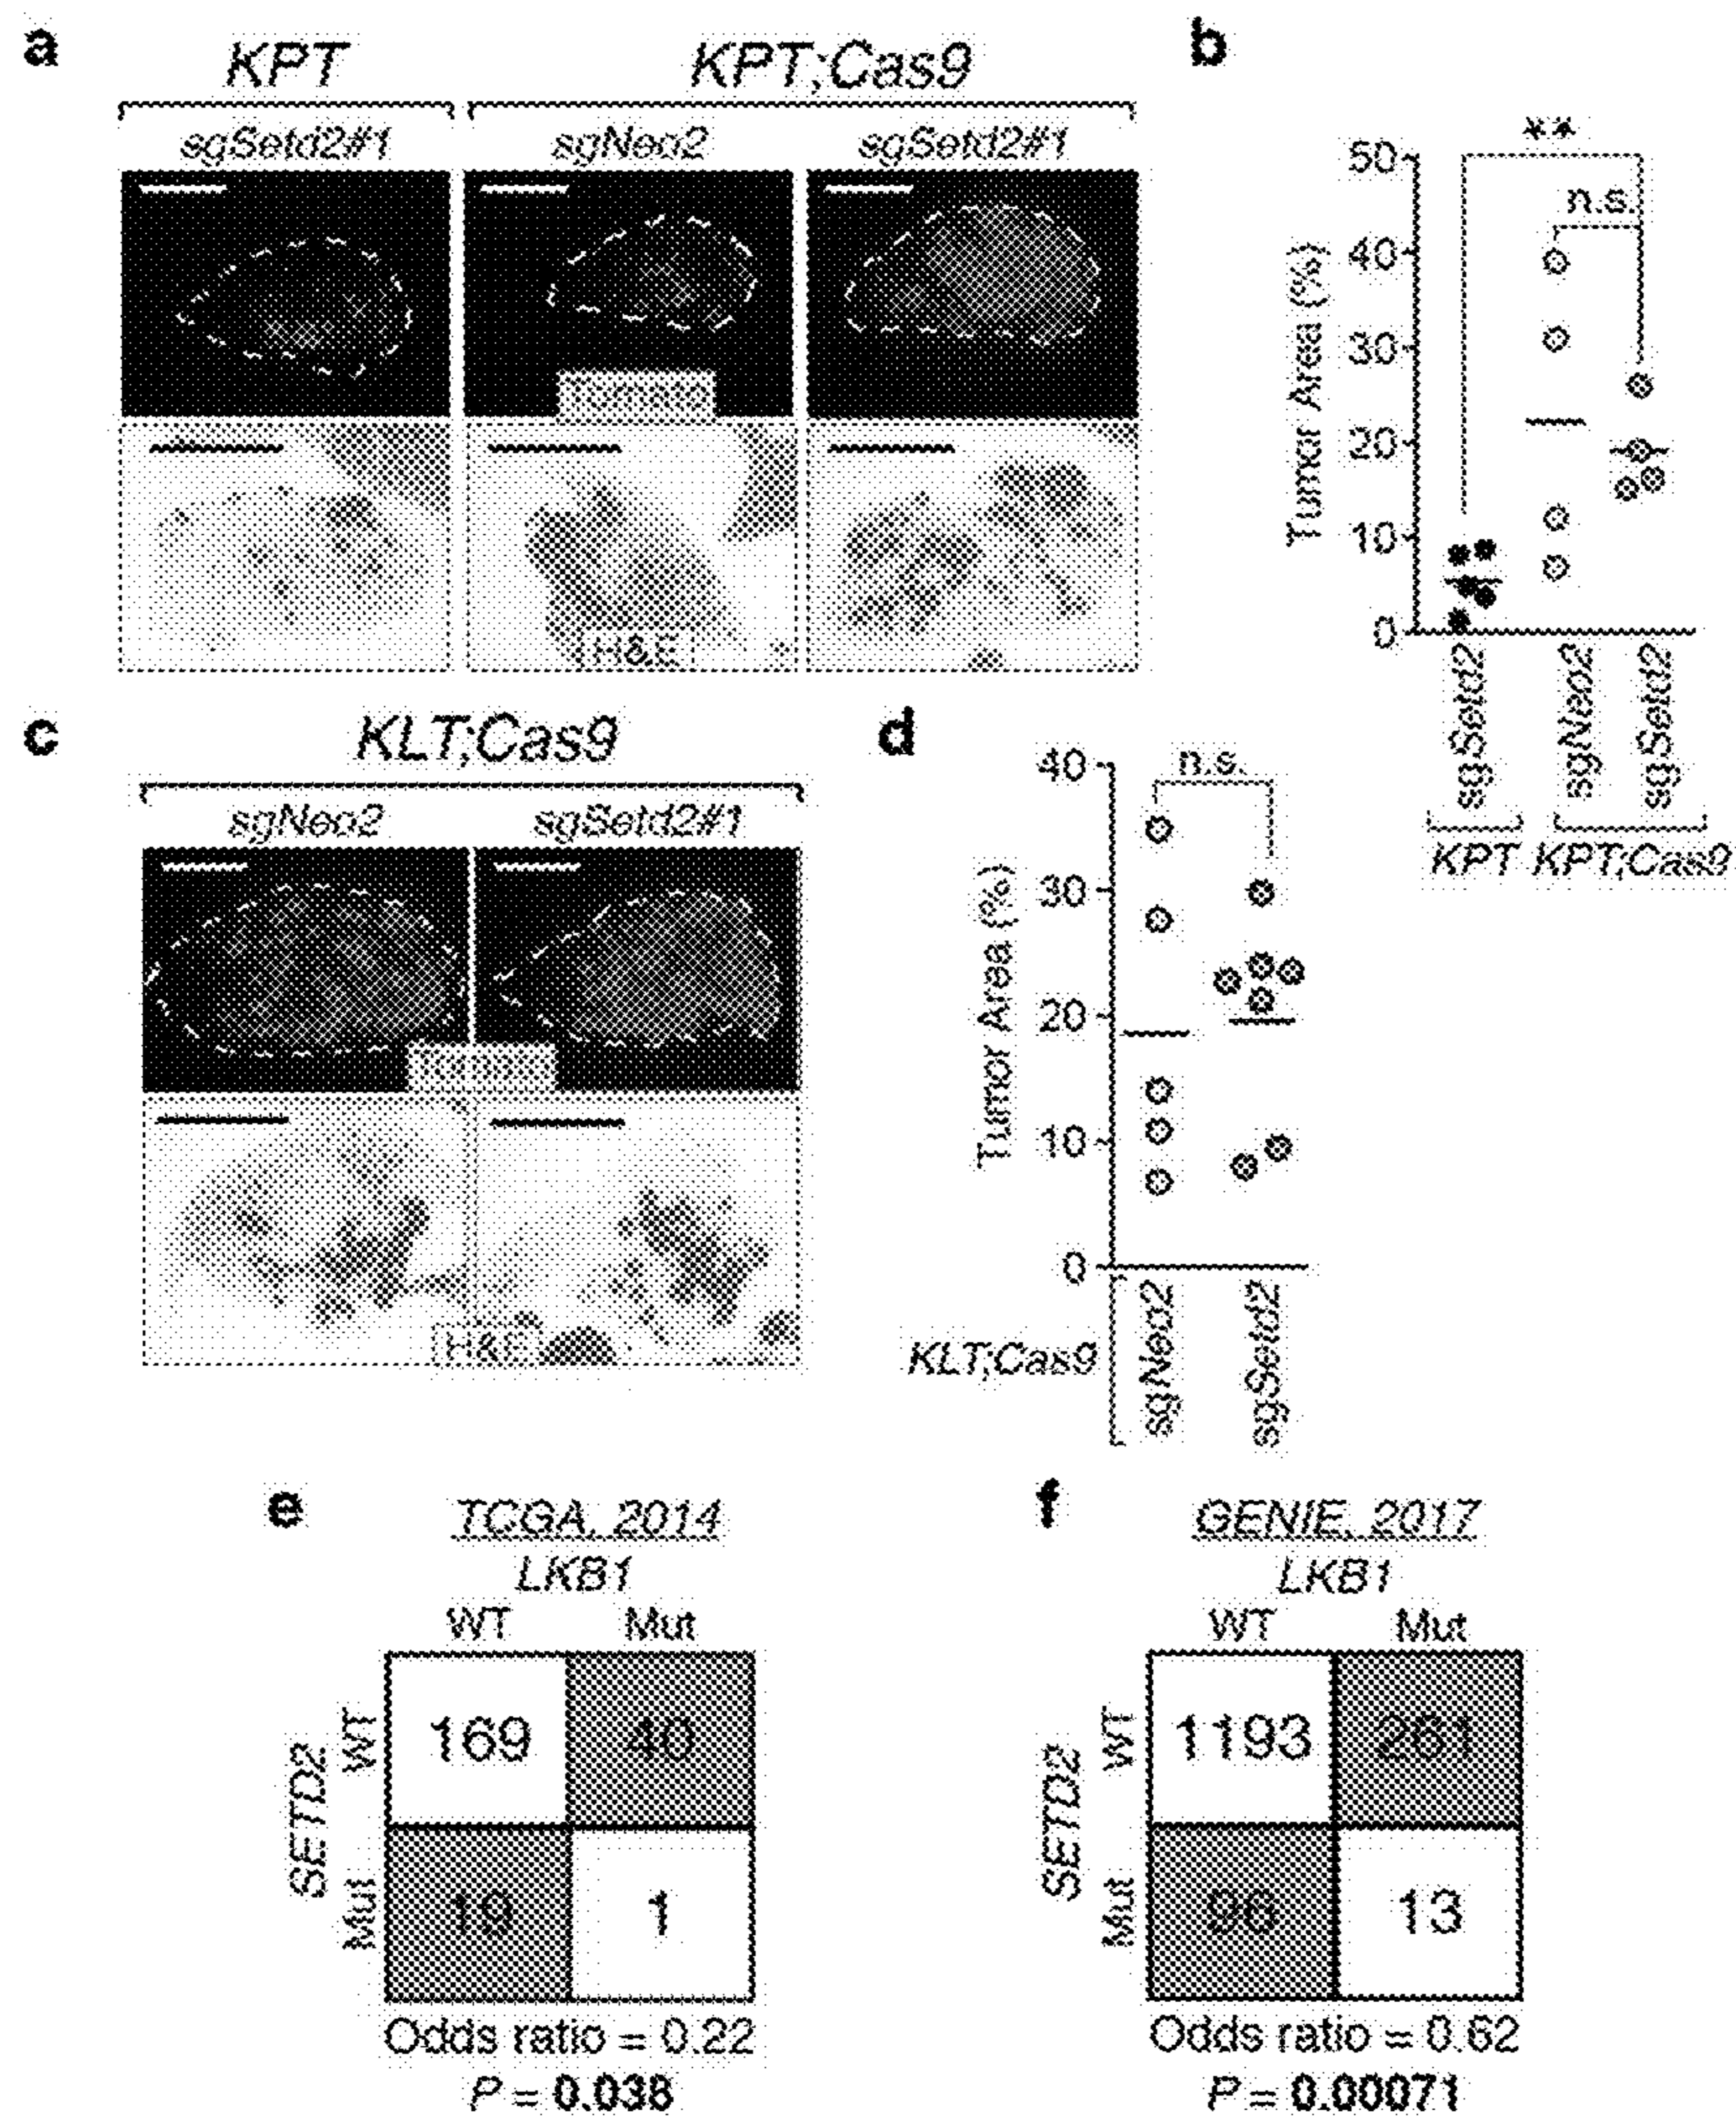 a
KPT
KPT;Cas9
sgSetd2#1
sgNeo2
sgSetd2#1
H&E
b
**
n.s.
50
40
30
20
10
0
Tumor Area (%)
sgSetd2
sgNeo2
sgSetd2
KPT
KPT;Cas9
c
KLT;Cas9
sgNeo2
sgSetd2#1
H&E
d
n.s.
40
30
20
10
0
Tumor Area (%)
KLT;Cas9
sgNeo2
sgSetd2
e
TCGA, 2014
LKB1
WT Mut
SETD2
WT
Mut
169 40
19 1
Odds ratio = 0.22
P = 0.038
f
GENIE, 2017
LKB1
WT Mut
SETD2
WT
Mut
1193 261
96 13
Odds ratio = 0.62
P = 0.00071